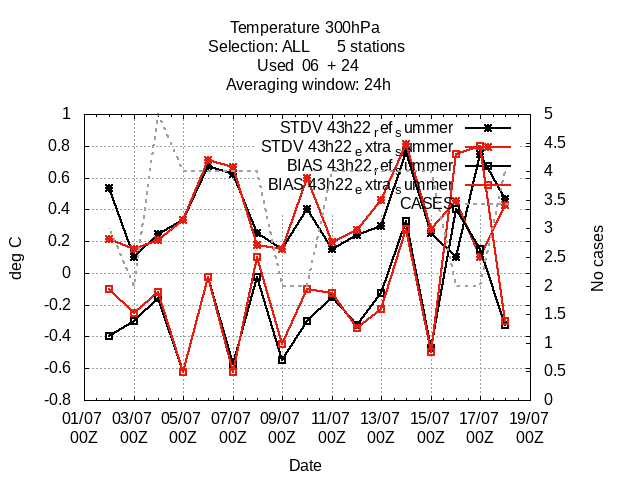 Temperature 300hPa
Selection: ALL 5 stations
Used 06 + 24
Averaging window: 24h
1
0.8
0.6
0.4
0.2
0
-0.2
-0.4
-0.6
-0.8
deg C
5
4.5
4
3.5
3
2.5
2
1.5
1
0.5
0
No cases
STDV 43h22refsummer
STDV 43h22extrasummer
BIAS 43h22refsummer
BIAS 43h22extrasummer
CASES
01/07 03/07 05/07 07/07 09/07 11/07 13/07 15/07 17/07 19/07
00Z 00Z 00Z 00Z 00Z 00Z 00Z 00Z 00Z 00Z
Date